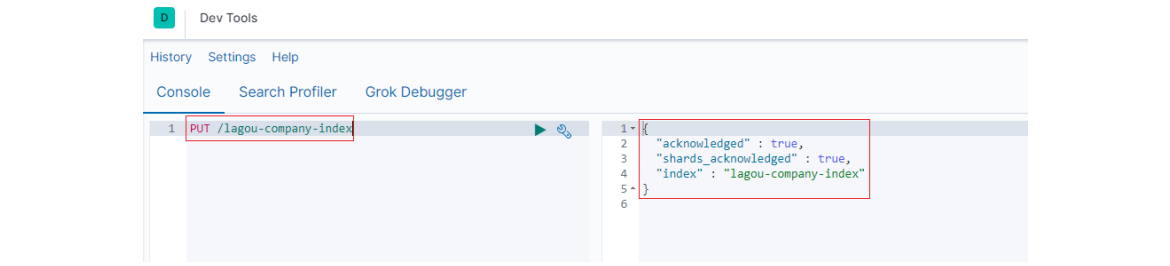 D Dev Tools
History Settings Help
Console Search Profiler Grok Debugger
1 PUT /lagou-company-index
1 {
2 "acknowledged" : true,
3 "shards_acknowledged" : true,
4 "index" : "lagou-company-index"
5 }
6